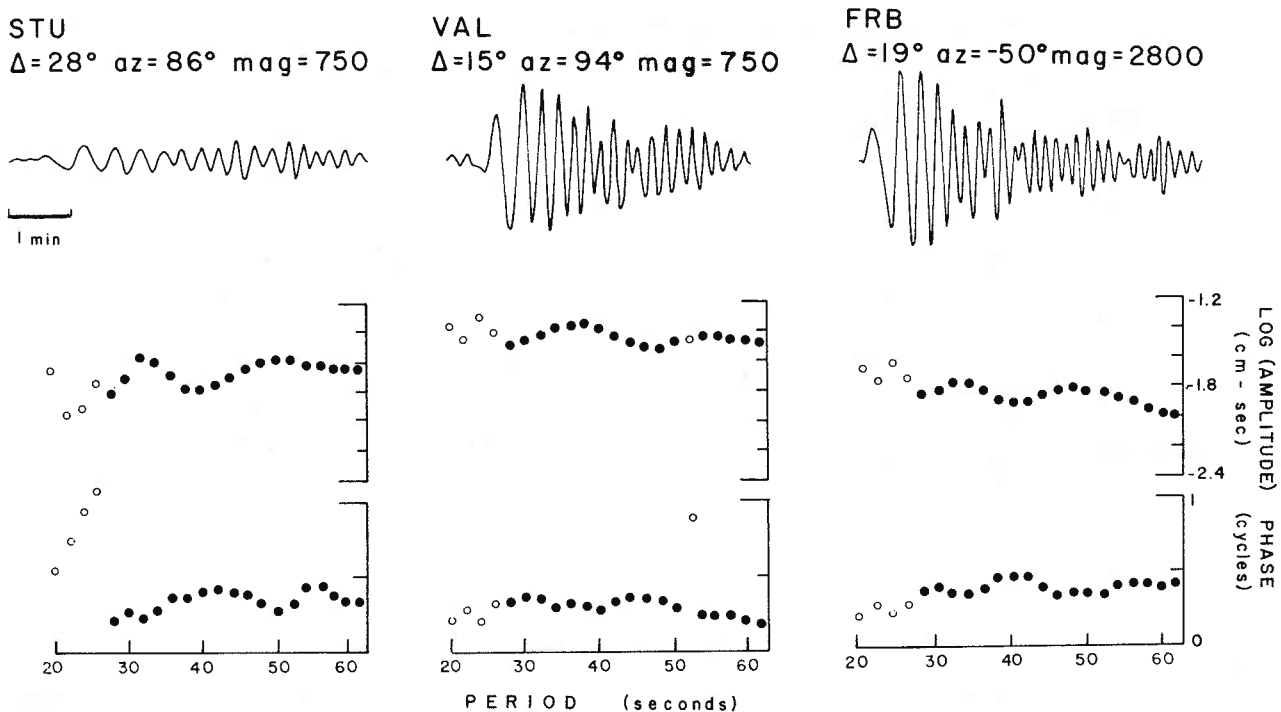 STU
Δ=28° az=86° mag=750
VAL
Δ=15° az=94° mag=750
FRB
Δ=19° az=-50° mag=2800
1 min
-1.2
-1.8
-2.4
LOG (AMPLITUDE)
(cm-sec)
1
0
PHASE
(cycles)
20 30 40 50 60
20 30 40 50 60
20 30 40 50 60
PERIOD (seconds)